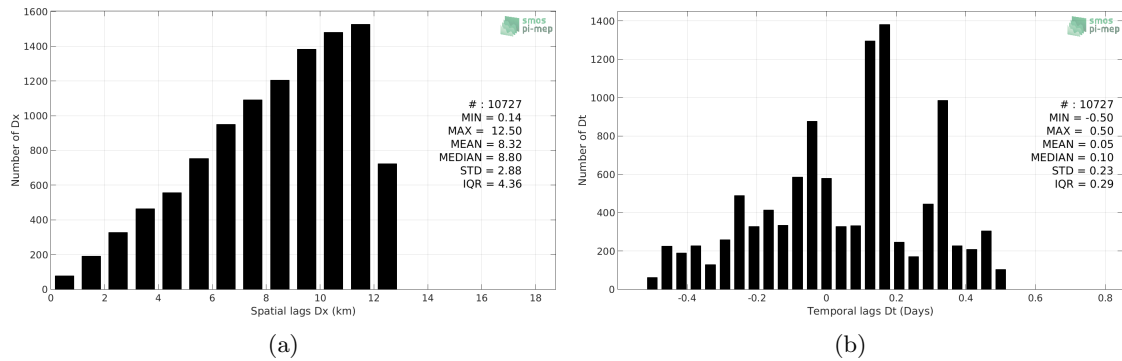 1600
1400
1200
1000
800
600
400
200
0
Number of Dx
0 2 4 6 8 10 12 14 16 18
Spatial lags Dx (km)
smos
pi-mep
# : 10727
MIN = 0.14
MAX = 12.50
MEAN = 8.32
MEDIAN = 8.80
STD = 2.88
IQR = 4.36
(a)
1400
1200
1000
800
600
400
200
0
Number of Dt
-0.4 -0.2 0 0.2 0.4 0.6 0.8
Temporal lags Dt (Days)
smos
pi-mep
# : 10727
MIN = -0.50
MAX = 0.50
MEAN = 0.05
MEDIAN = 0.10
STD = 0.23
IQR = 0.29
(b)